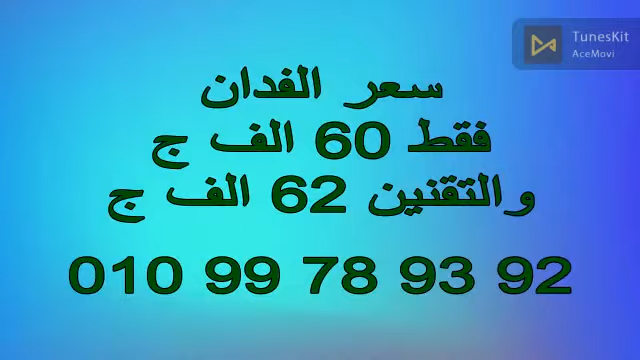 TunesKit
AceMovi
سعر الفدان
فقط 60 الف ج
والتقنين 62 الف ج
010 99 78 93 92